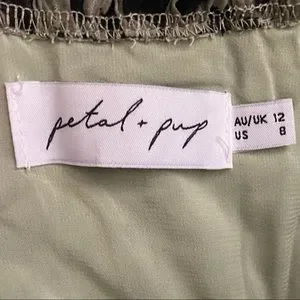 petal + pup
AU/UK 12
US 8